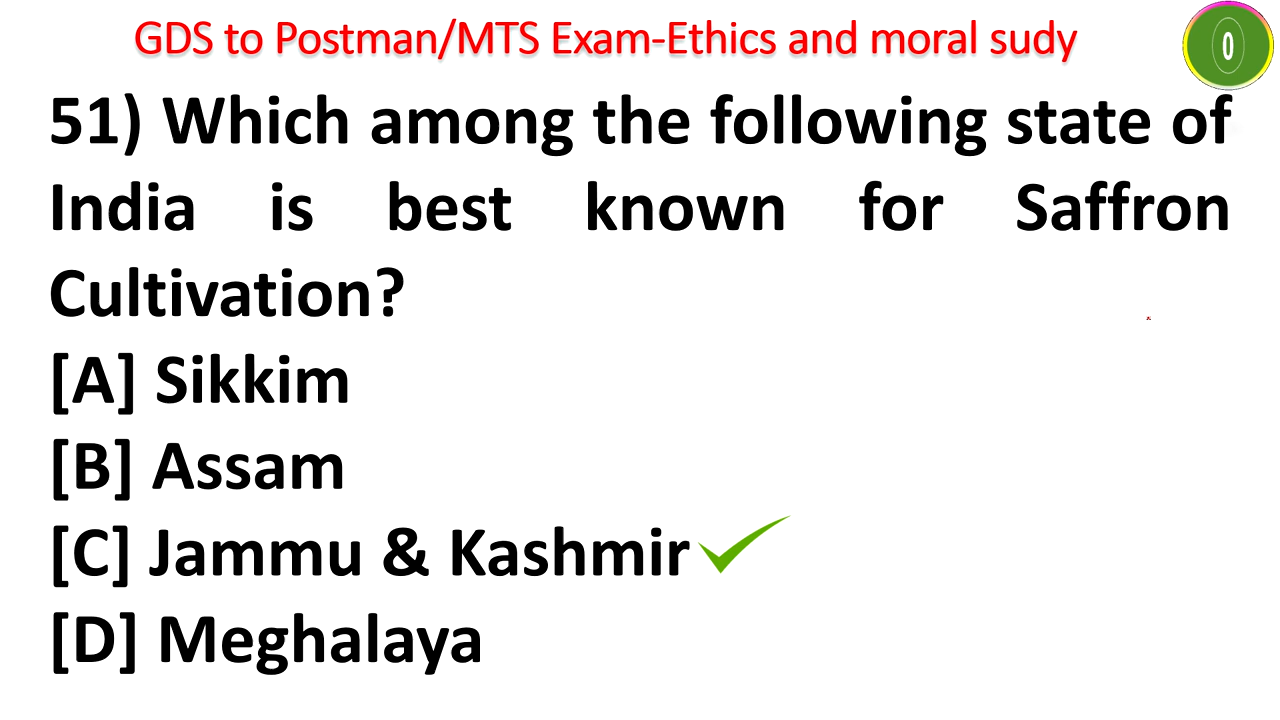 GDS to Postman/MTS Exam-Ethics and moral sudy
0
51) Which among the following state of
India is best known for Saffron
Cultivation?
[A] Sikkim
[B] Assam
[C] Jammu & Kashmir
[D] Meghalaya